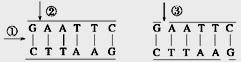 ② ③
①
G A A T T C G A A T T C
C T T A A G C T T A A G